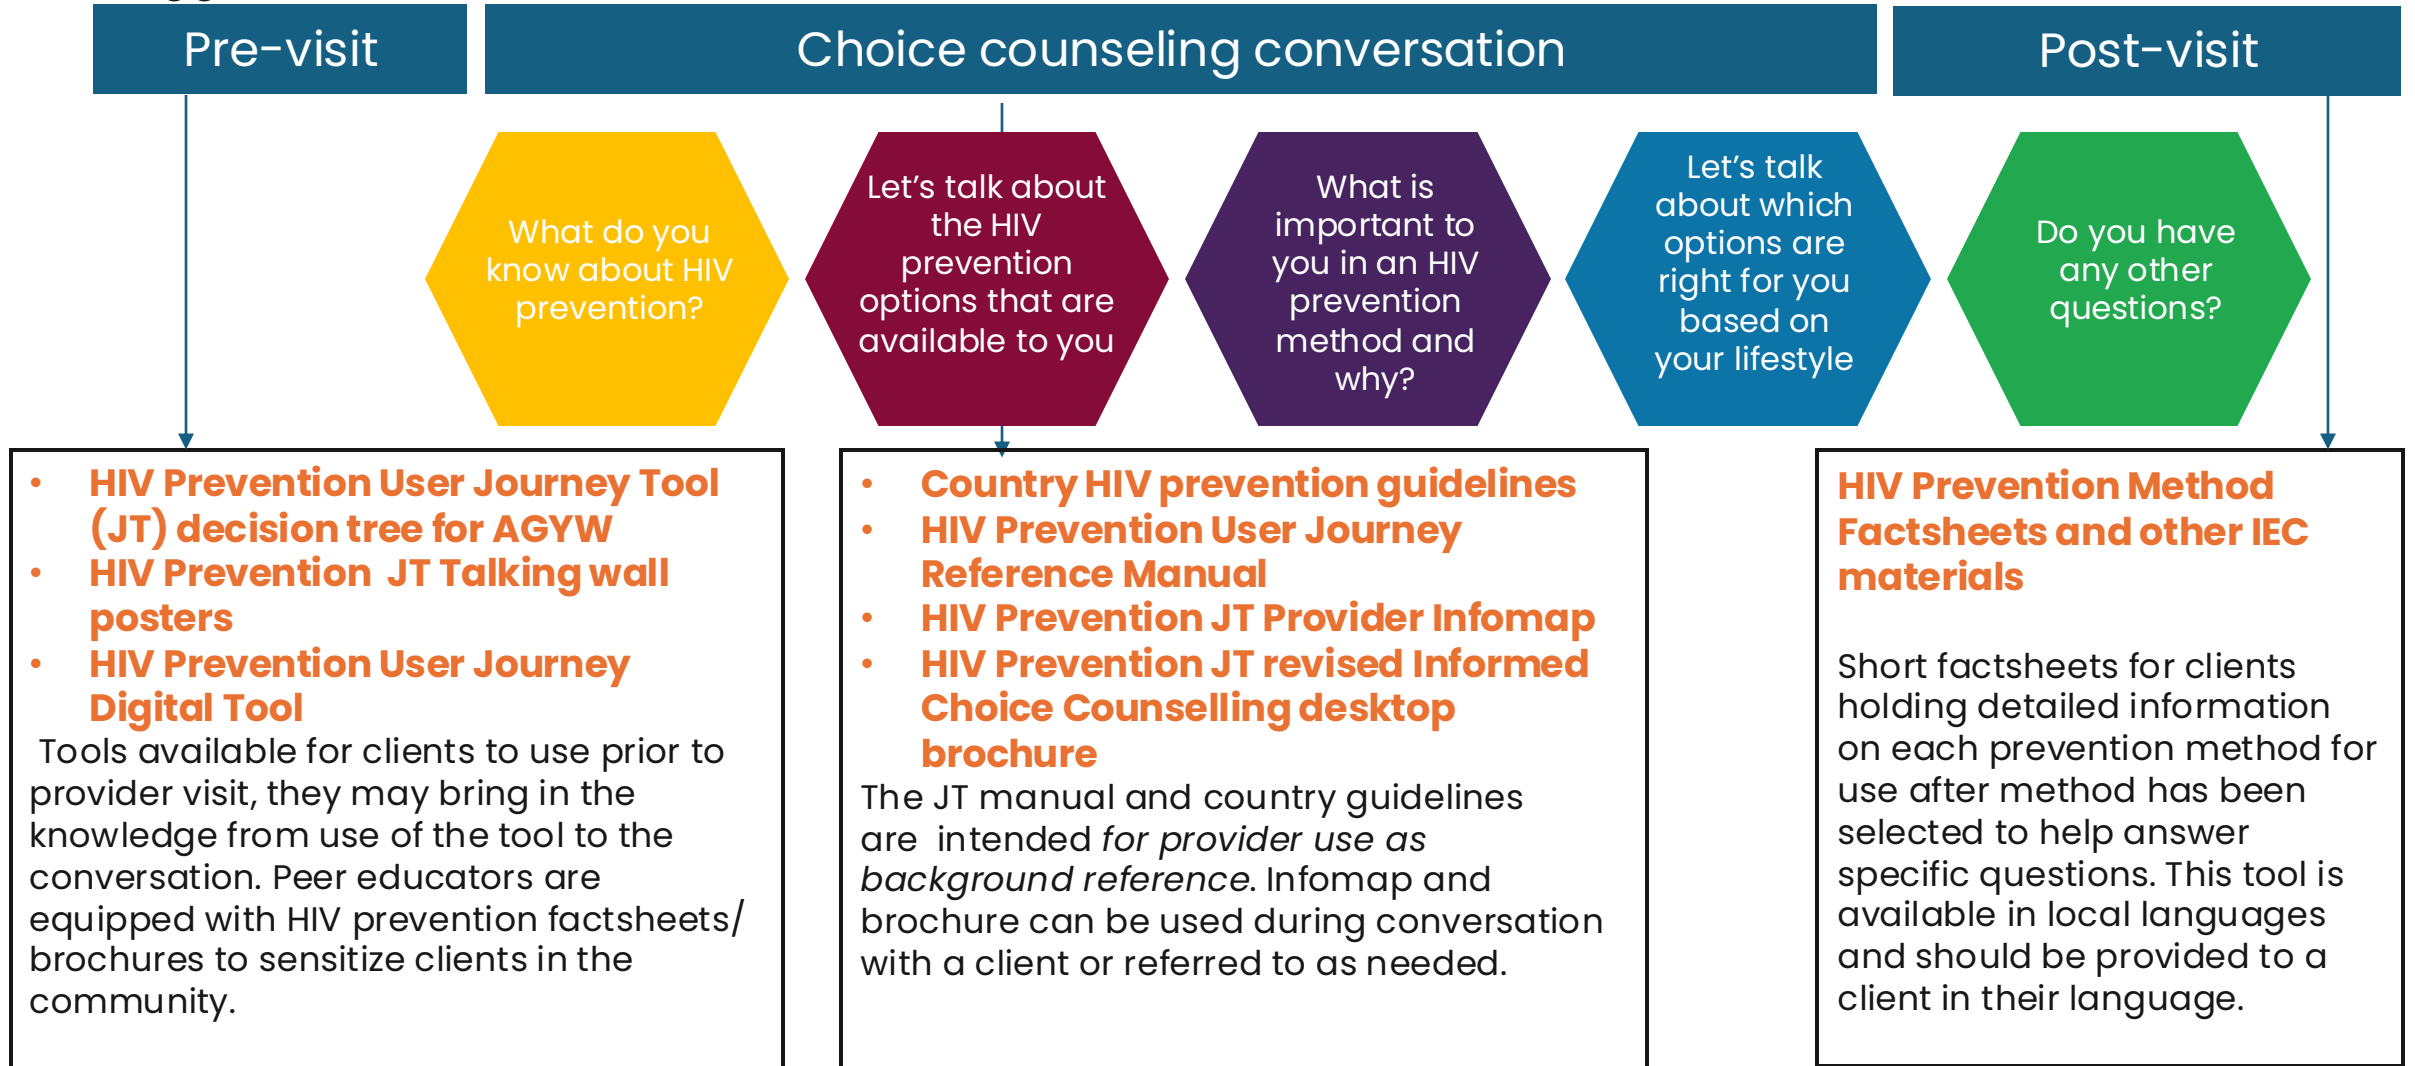 Pre-visit
Choice counseling conversation
Post-visit
What do you
know about HIV
prevention?
Let's talk about
the HIV
prevention
options that are
available to you
What is
important to
you in an HIV
prevention
method and
why?
Let's talk
about which
options are
right for you
based on
your lifestyle
Do you have
any other
questions?
• HIV Prevention User Journey Tool
(JT) decision tree for AGYW
• HIV Prevention JT Talking wall
posters
• HIV Prevention User Journey
Digital Tool
Tools available for clients to use prior to
provider visit, they may bring in the
knowledge from use of the tool to the
conversation. Peer educators are
equipped with HIV prevention factsheets/
brochures to sensitize clients in the
community.
• Country HIV prevention guidelines
• HIV Prevention User Journey
Reference Manual
• HIV Prevention JT Provider Infomap
• HIV Prevention JT revised Informed
Choice Counselling desktop
brochure
The JT manual and country guidelines
are intended for provider use as
background reference. Infomap and
brochure can be used during conversation
with a client or referred to as needed.
HIV Prevention Method
Factsheets and other IEC
materials
Short factsheets for clients
holding detailed information
on each prevention method for
use after method has been
selected to help answer
specific questions. This tool is
available in local languages
and should be provided to a
client in their language.